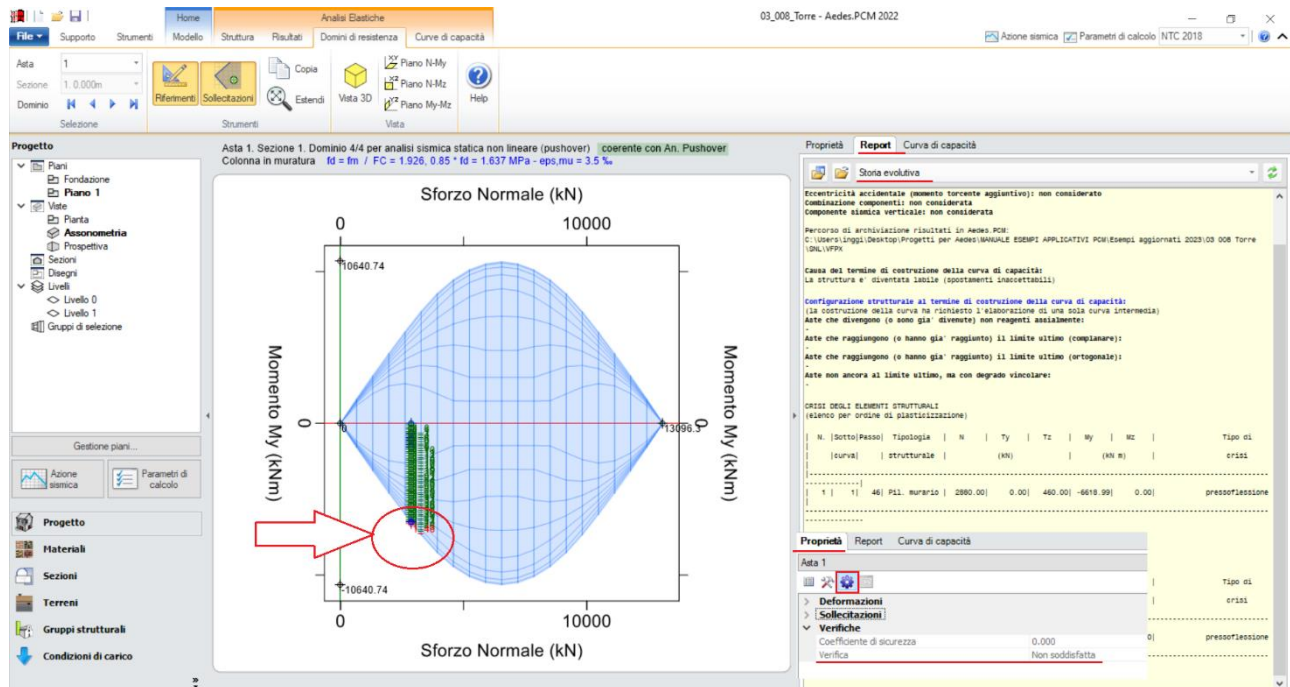 03_008_Torre - Aedes.PCM 2022
Home
Analisi Elastiche
File
Supporto
Strumenti
Modello
Struttura
Risultati
Domini di resistenza
Curve di capacità
Azione sismica
Parametri di calcolo
NTC 2018
Asta
1
Sezione
1. 0.000m
Dominio
Selezione
Riferimenti
Sollecitazioni
Copia
Estendi
Strumenti
Vista 3D
Piano N-My
Piano N-Mz
Piano My-Mz
Vista
Help
Progetto
Piani
Fondazione
Piano 1
Viste
Pianta
Assonometria
Prospettiva
Sezioni
Disegni
Livelli
Livello 0
Livello 1
Gruppi di selezione
Gestione piani...
Azione sismica
Parametri di calcolo
Progetto
Materiali
Sezioni
Terreni
Gruppi strutturali
Condizioni di carico
Asta 1. Sezione 1. Dominio 4/4 per analisi sismica statica non lineare (pushover) coerente con An. Pushover
Colonna in muratura fd = fm / FC = 1.926, 0.85 * fd = 1.637 MPa - eps,mu = 3.5 ‰
Sforzo Normale (kN)
0 10000
10640.74
Momento My (kNm)
0
0
13096.3
0
Momento My (kNm)
-10640.74
0 10000
Sforzo Normale (kN)
Proprietà Report Curva di capacità
Storia evolutiva
Eccentricità accidentale (momento torcente aggiuntivo): non considerato
Combinazione componenti: non considerata
Componente sismica verticale: non considerata
Percorso di archiviazione risultati in Aedes.PCM:
C:\Users\inggi\Desktop\Progetti per Aedes\MANUALE ESEMPI APPLICATIVI PCM\Esempi aggiornati 2023\03 008 Torre
\SNL\VFPX
Causa del termine di costruzione della curva di capacità:
La struttura e' diventata labile (spostamenti inaccettabili)
Configurazione strutturale al termine di costruzione della curva di capacità:
(la costruzione della curva ha richiesto l'elaborazione di una sola curva intermedia)
Aste che divengono (o sono gia' divenute) non reagenti assialmente:
-
Aste che raggiungono (o hanno gia' raggiunto) il limite ultimo (complanare):
-
Aste che raggiungono (o hanno gia' raggiunto) il limite ultimo (ortogonale):
-
Aste non ancora al limite ultimo, ma con degrado vincolare:
-
CRISI DEGLI ELEMENTI STRUTTURALI
(elenco per ordine di plasticizzazione)
| N. |Sotto|Passo| Tipologia | N | Ty | Tz | My | Mz | Tipo di
| |curva| | strutturale | (kN) | (kN m) | crisi
| 1 | 1| 46| Pil. murario | 2880.00| 0.00| 460.00| -6618.99| 0.00| pressoflessione
Proprietà Report Curva di capacità
Asta 1
Deformazioni
Sollecitazioni
Verifiche
Coefficiente di sicurezza 0.000
Verifica Non soddisfatta
| Tipo di
| crisi
0| pressoflessione